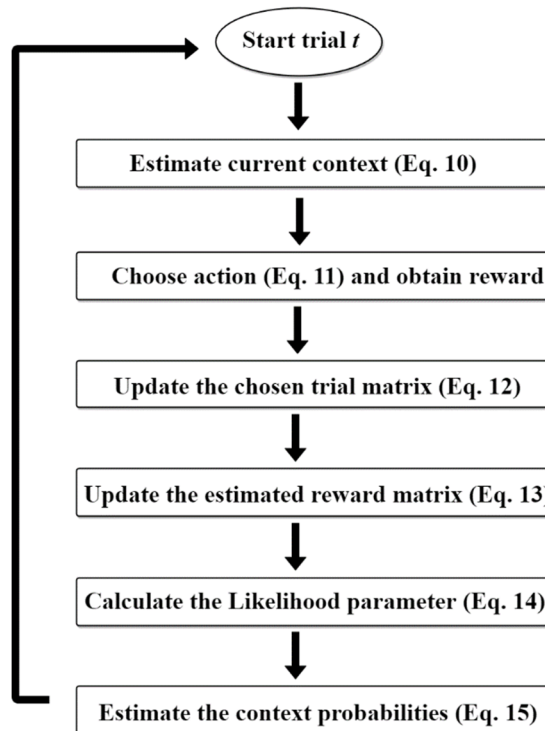 Start trial t
Estimate current context (Eq. 10)
Choose action (Eq. 11) and obtain reward
Update the chosen trial matrix (Eq. 12)
Update the estimated reward matrix (Eq. 13)
Calculate the Likelihood parameter (Eq. 14)
Estimate the context probabilities (Eq. 15)